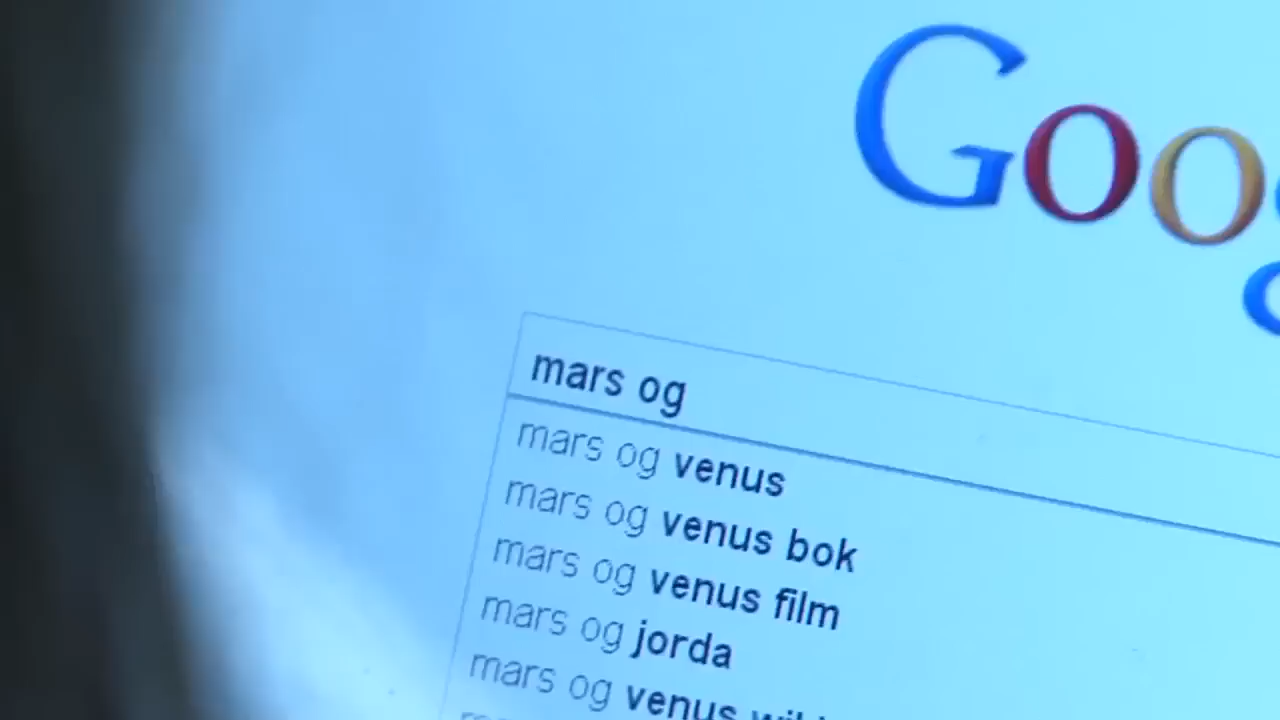 Goog
mars og
mars og venus
mars og venus bok
mars og venus film
mars og jorda
mars og venus